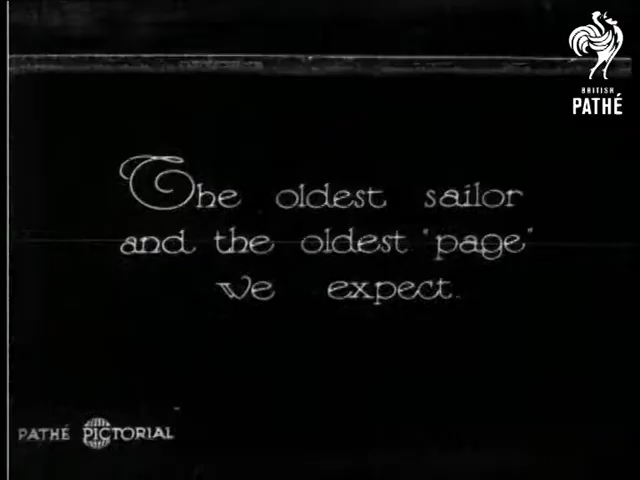 BRITISH
PATHÉ
The oldest sailor
and the oldest "page"
we expect.
PATHÉ PICTORIAL